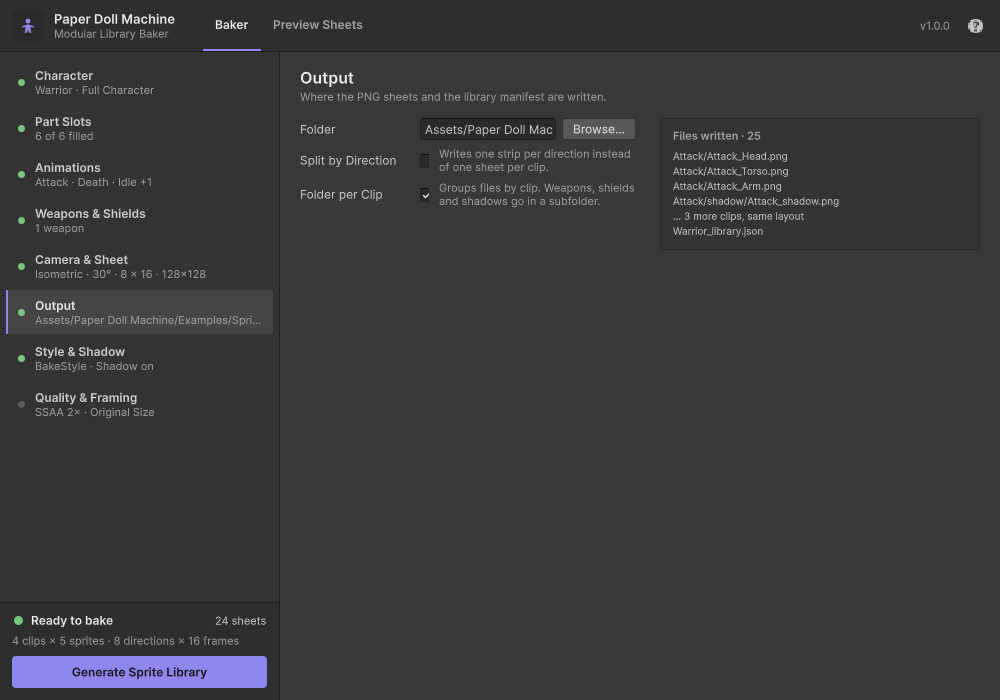 Paper Doll Machine
Modular Library Baker
Baker
Preview Sheets
v1.0.0
?
Character
Warrior · Full Character
Part Slots
6 of 6 filled
Animations
Attack · Death · Idle +1
Weapons & Shields
1 weapon
Camera & Sheet
Isometric · 30° · 8 × 16 · 128×128
Output
Assets/Paper Doll Machine/Examples/Spri...
Style & Shadow
BakeStyle · Shadow on
Quality & Framing
SSAA 2× · Original Size
Ready to bake
24 sheets
4 clips × 5 sprites · 8 directions × 16 frames
Generate Sprite Library
Output
Where the PNG sheets and the library manifest are written.
Folder
Assets/Paper Doll Mac
Browse...
Split by Direction
Writes one strip per direction instead
of one sheet per clip.
Folder per Clip
Groups files by clip. Weapons, shields
and shadows go in a subfolder.
Files written · 25
Attack/Attack_Head.png
Attack/Attack_Torso.png
Attack/Attack_Arm.png
Attack/shadow/Attack_shadow.png
... 3 more clips, same layout
Warrior_library.json